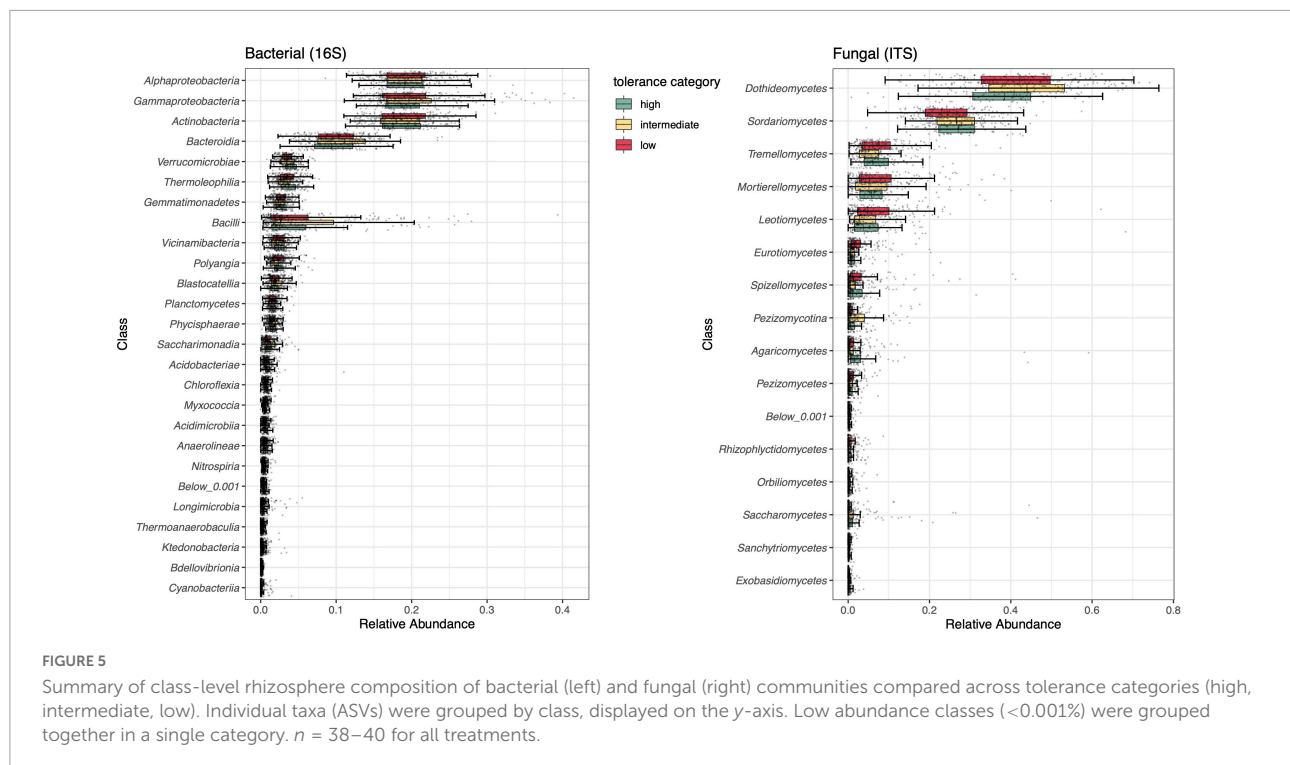 Bacterial (16S)
Alphaproteobacteria
Gammaproteobacteria
Actinobacteria
Bacteroidia
Verrucomicrobiae
Thermoleophilia
Gemmatimonadetes
Bacilli
Vicinamibacteria
Polyangia
Blastocatellia
Planctomycetes
Phycisphaerae
Saccharimonadia
Acidobacteriae
Chloroflexia
Myxococcia
Acidimicrobiia
Anaerolineae
Nitrospiria
Below_0.001
Longimicrobia
Thermoanaerobaculia
Ktedonobacteria
Bdellovibrionia
Cyanobacteriia
Class
0.0 0.1 0.2 0.3 0.4
Relative Abundance
tolerance category
high
intermediate
low
Fungal (ITS)
Dothideomycetes
Sordariomycetes
Tremellomycetes
Mortierellomycetes
Leotiomycetes
Eurotiomycetes
Spizellomycetes
Pezizomycotina
Agaricomycetes
Pezizomycetes
Below_0.001
Rhizophlyctidomycetes
Orbiliomycetes
Saccharomycetes
Sanchytriomycetes
Exobasidiomycetes
Class
0.0 0.2 0.4 0.6 0.8
Relative Abundance
FIGURE 5
Summary of class-level rhizosphere composition of bacterial (left) and fungal (right) communities compared across tolerance categories (high,
intermediate, low). Individual taxa (ASVs) were grouped by class, displayed on the y-axis. Low abundance classes (<0.001%) were grouped
together in a single category. n = 38–40 for all treatments.